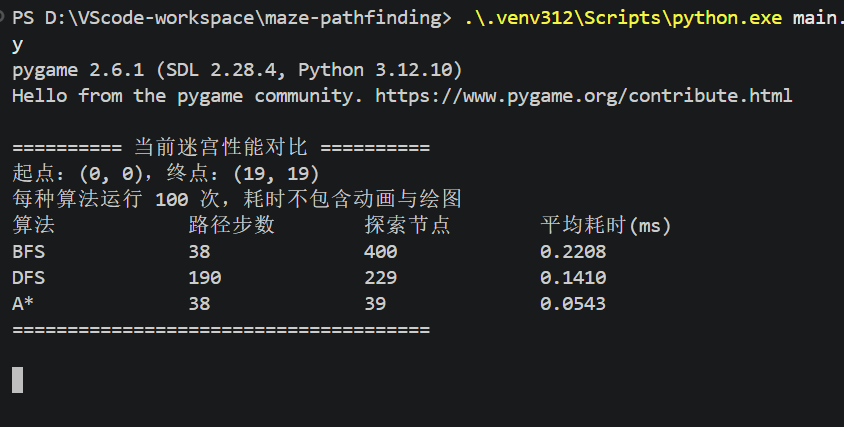 PS D:\VScode-workspace\maze-pathfinding> .\.venv312\Scripts\python.exe main.
y
pygame 2.6.1 (SDL 2.28.4, Python 3.12.10)
Hello from the pygame community. https://www.pygame.org/contribute.html
========== 当前迷宫性能对比 ==========
起点：(0, 0)，终点：(19, 19)
每种算法运行 100 次，耗时不包含动画与绘图
算法 路径步数 探索节点 平均耗时(ms)
BFS 38 400 0.2208
DFS 190 229 0.1410
A* 38 39 0.0543
======================================